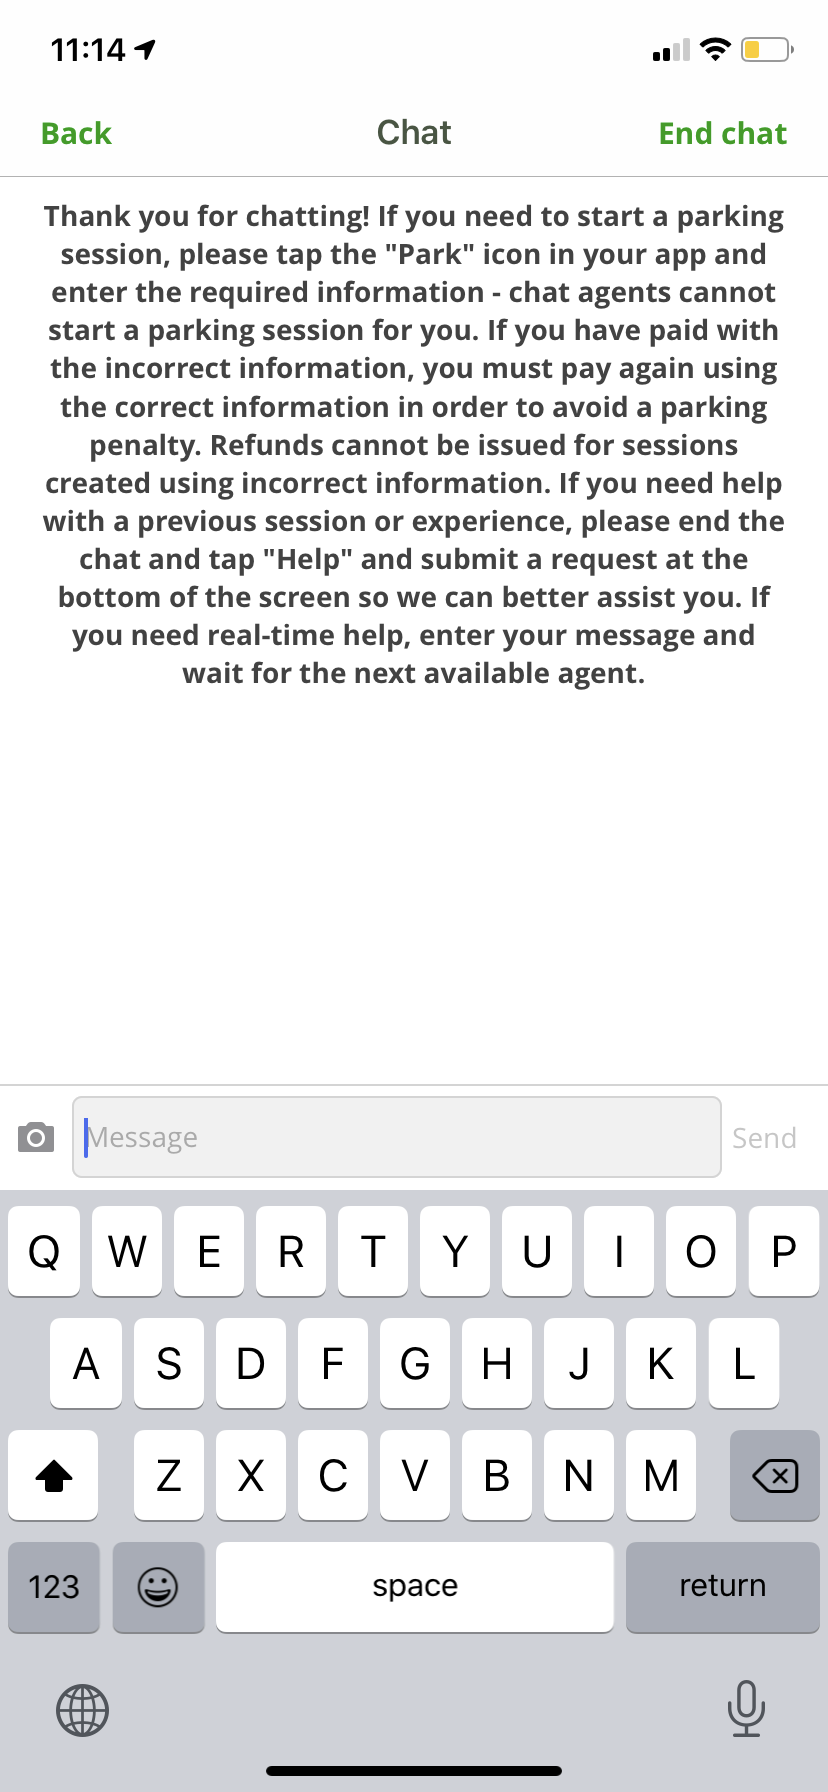 11:14
Back Chat End chat
Thank you for chatting! If you need to start a parking
session, please tap the "Park" icon in your app and
enter the required information - chat agents cannot
start a parking session for you. If you have paid with
the incorrect information, you must pay again using
the correct information in order to avoid a parking
penalty. Refunds cannot be issued for sessions
created using incorrect information. If you need help
with a previous session or experience, please end the
chat and tap "Help" and submit a request at the
bottom of the screen so we can better assist you. If
you need real-time help, enter your message and
wait for the next available agent.
Message Send
Q W E R T Y U I O P
A S D F G H J K L
Z X C V B N M
123 space return